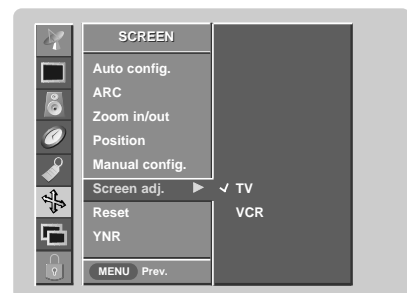 SCREEN
Auto config.
ARC
Zoom in/out
Position
Manual config.
Screen adj. ▶ ✓ TV
Reset VCR
YNR
MENU Prev.